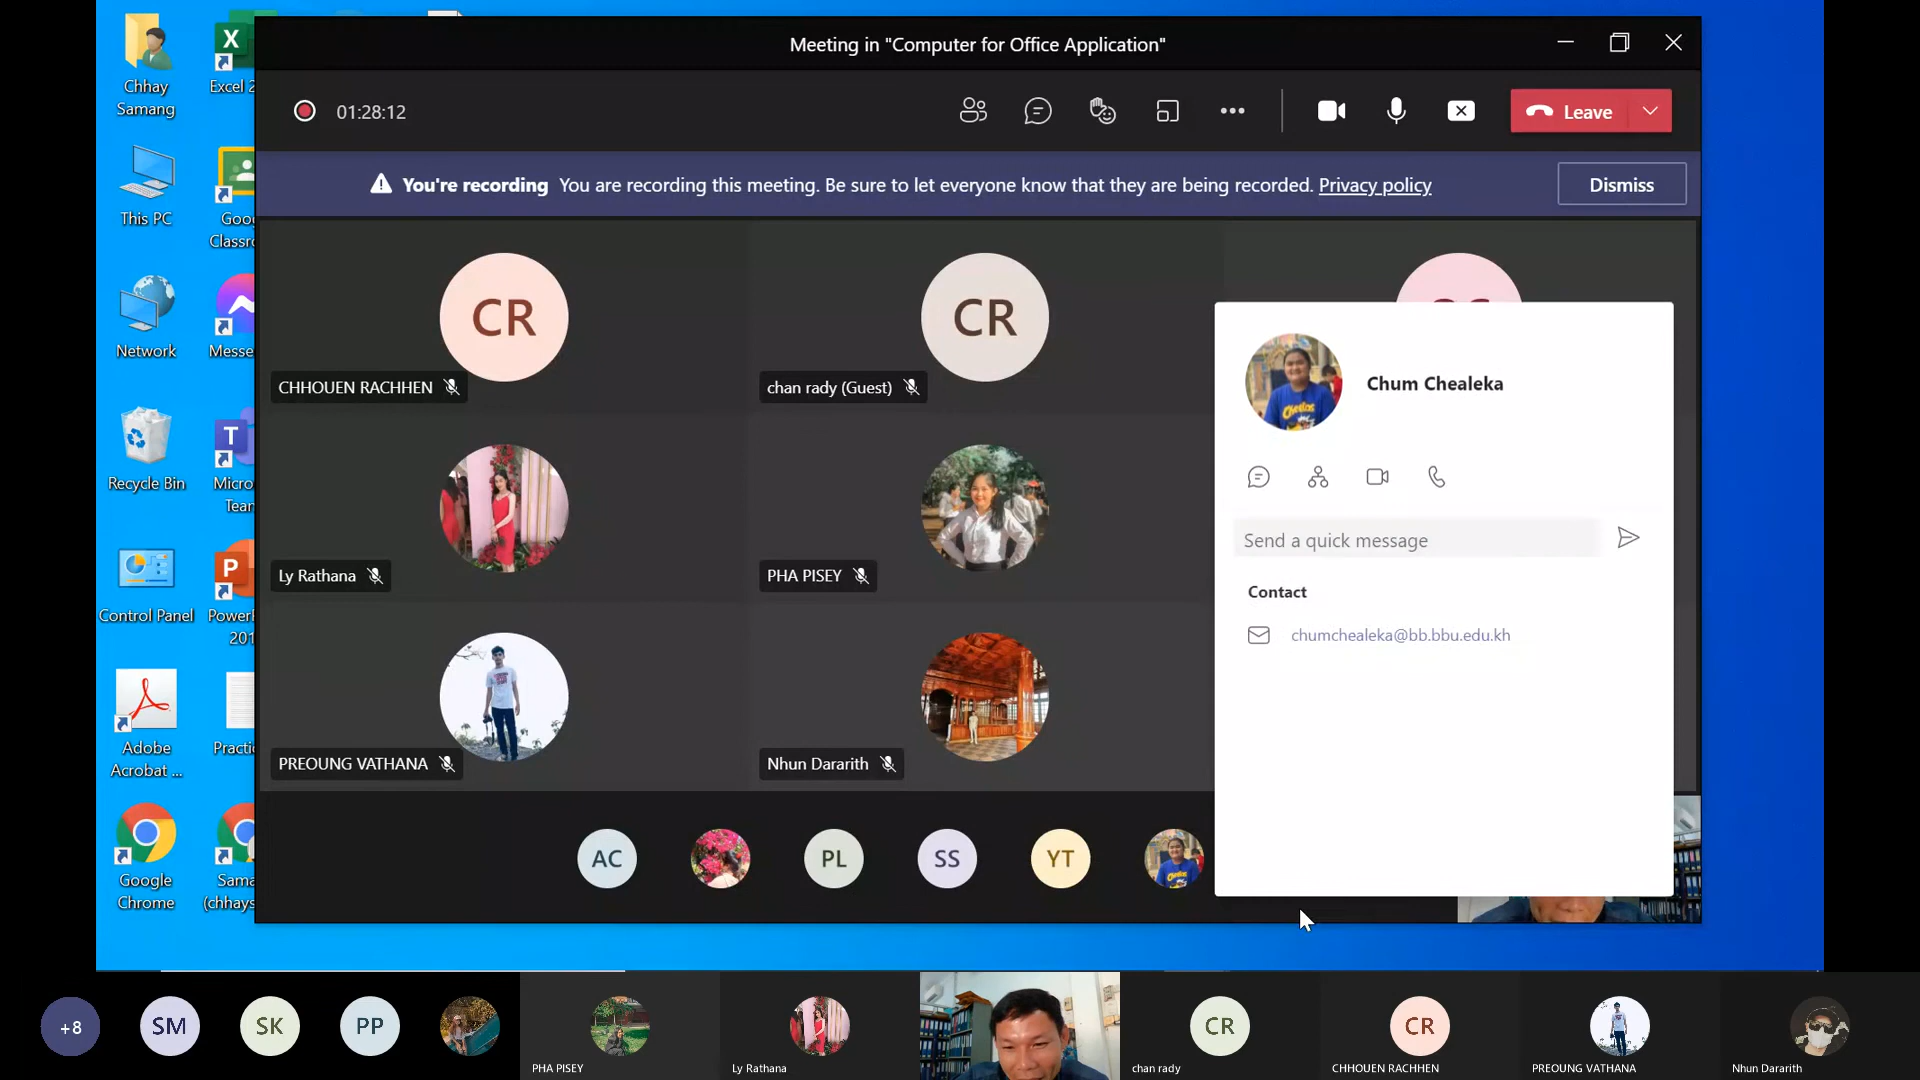 Meeting in "Computer for Office Application"
01:28:12
Leave
You're recording You are recording this meeting. Be sure to let everyone know that they are being recorded. Privacy policy
Dismiss
Chhay
Samang
Excel 2
This PC
Goo
Classr
Network
Messe
Recycle Bin
Micro
Tear
Control Panel
PowerP
201
Adobe
Acrobat ...
Practi
Google
Chrome
Sama
(chhays
CR
CHHOUEN RACHHEN
CR
chan rady (Guest)
Ly Rathana
PHA PISEY
PREOUNG VATHANA
Nhun Dararith
Chum Chealeka
Send a quick message
Contact
chumchealeka@bb.bbu.edu.kh
AC
PL
SS
YT
+8
SM
SK
PP
PHA PISEY
Ly Rathana
CR
chan rady
CR
CHHOUEN RACHHEN
PREOUNG VATHANA
Nhun Dararith